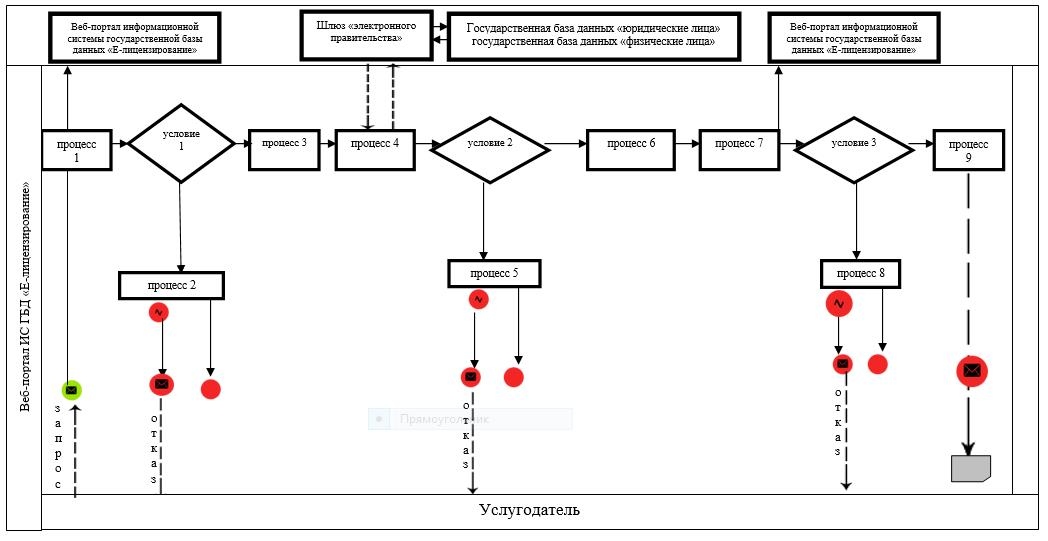 Веб-портал информационной
системы государственной базы
данных «Е-лицензирование»
Шлюз «электронного
правительства»
Государственная база данных «юридические лица»
государственная база данных «физические лица»
Веб-портал информационной
системы государственной базы
данных «Е-лицензирование»
Веб-портал ИС ГБД «Е-лицензирование»
процесс
1
условие
1
процесс 3
процесс 4
условие 2
процесс 6
процесс 7
условие 3
процесс
9
процесс 2
процесс 5
процесс 8
запрос
отказ
отказ
отказ
Прямоугольник
Услугодатель